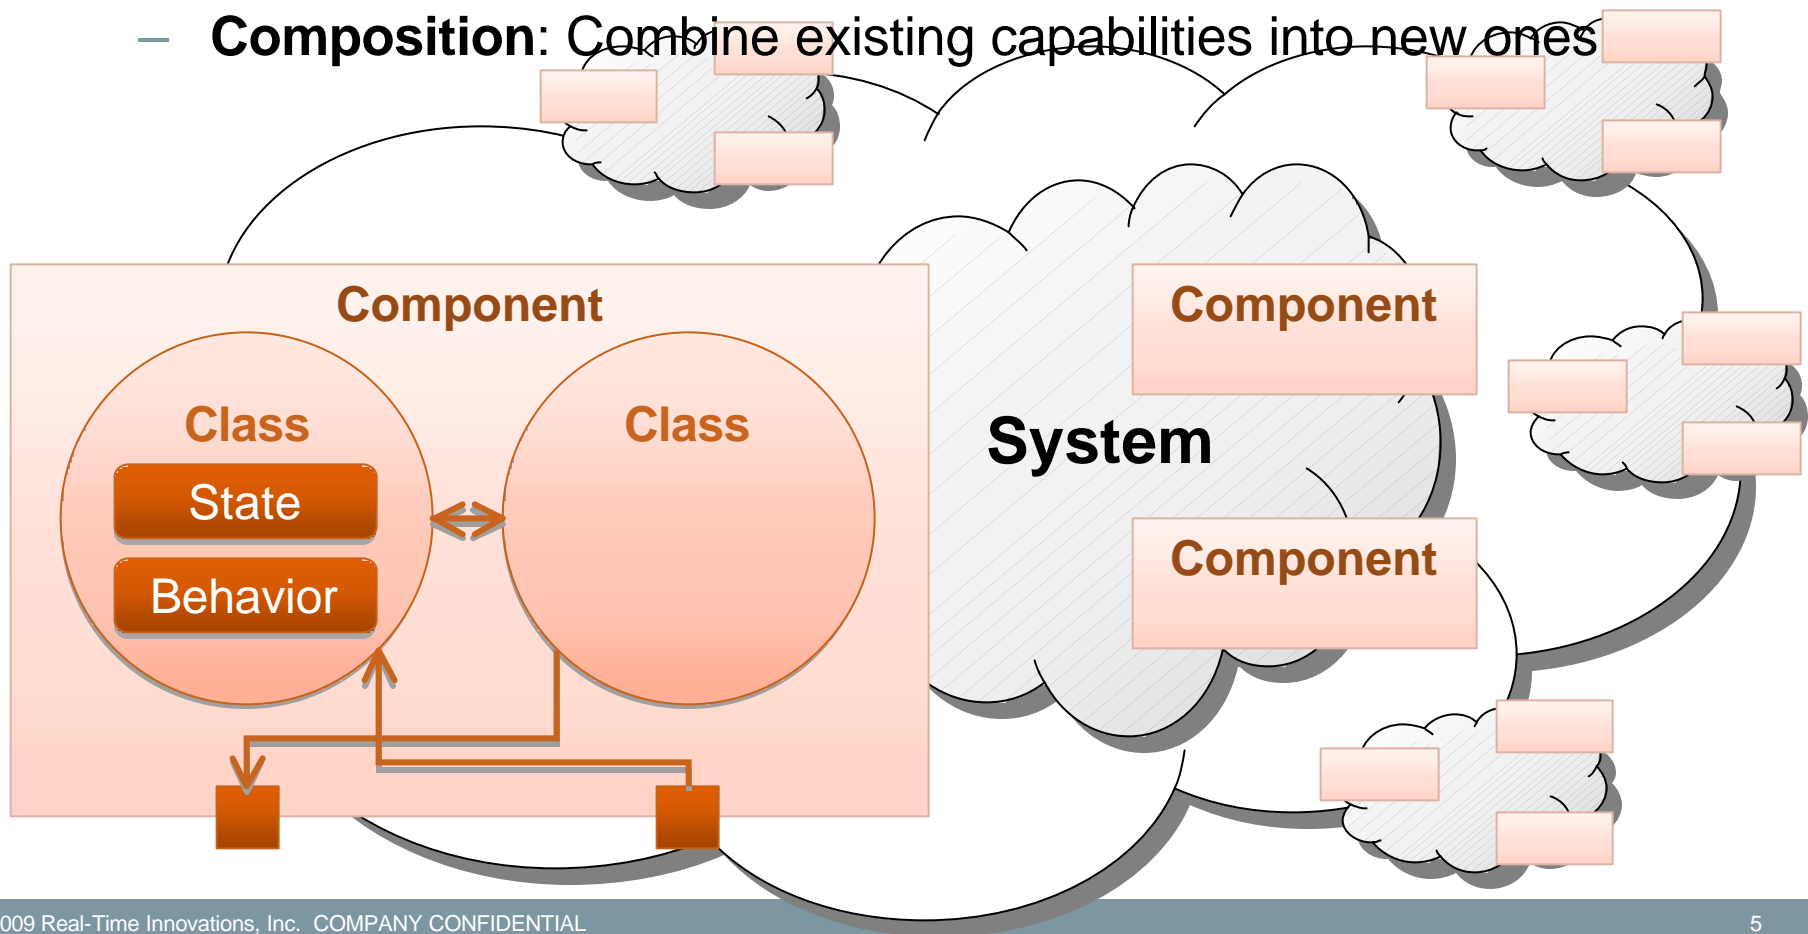 – Composition: Combine existing capabilities into new ones
Component
Component
Class
Class
System
State
Behavior
Component
009 Real-Time Innovations, Inc. COMPANY CONFIDENTIAL
5